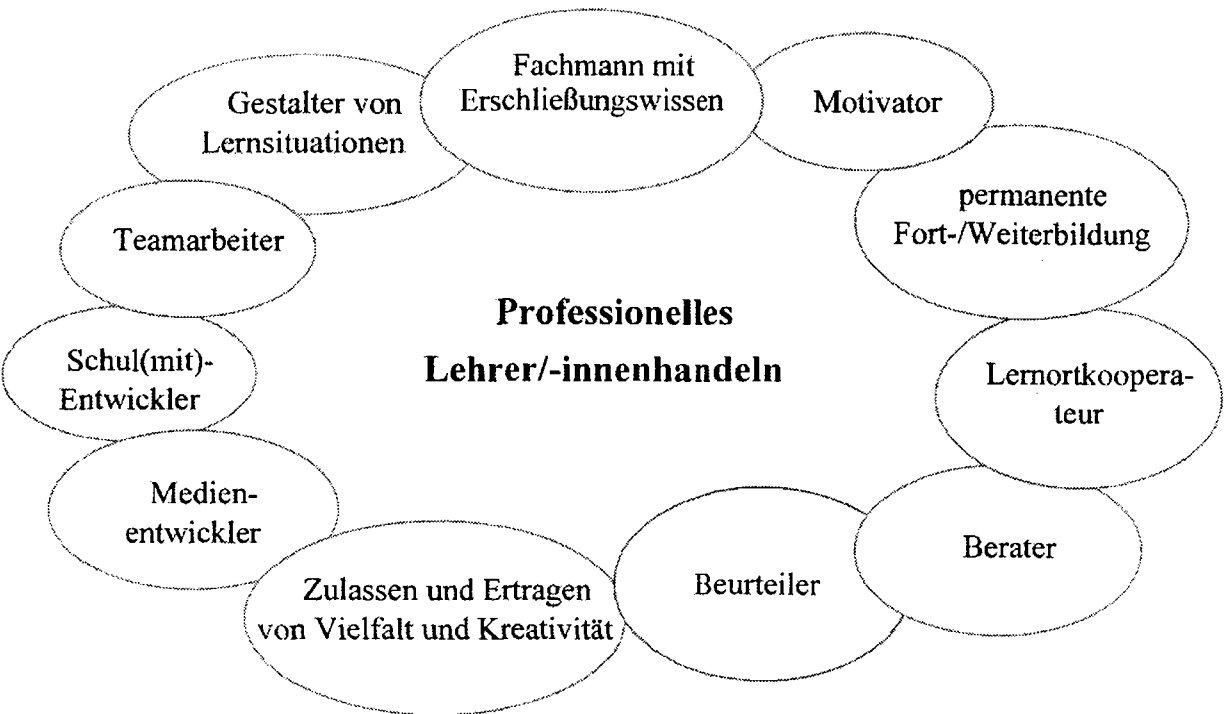 Fachmann mit
Erschließungswissen
Motivator
Gestalter von
Lernsituationen
permanente
Fort-/Weiterbildung
Teamarbeiter
Professionelles
Lehrer/-innenhandeln
Schul(mit)-
Entwickler
Lernortkoopera-
teur
Medien-
entwickler
Berater
Beurteiler
Zulassen und Ertragen
von Vielfalt und Kreativität